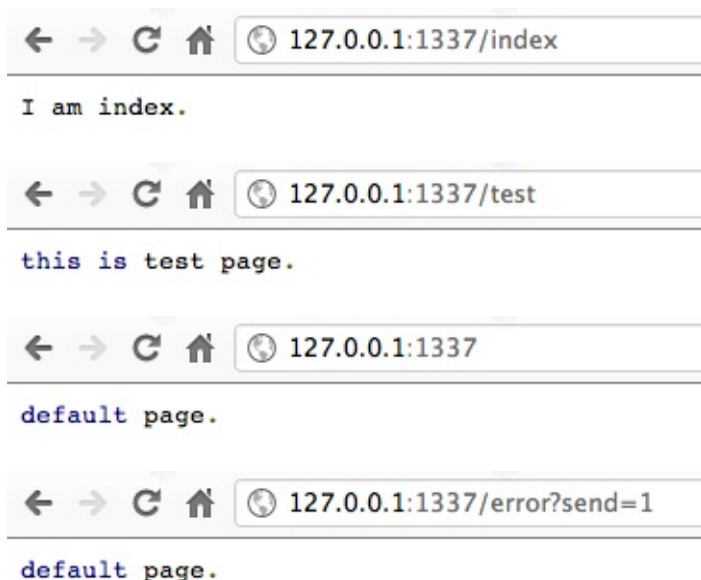 127.0.0.1:1337/index
I am index.
127.0.0.1:1337/test
this is test page.
127.0.0.1:1337
default page.
127.0.0.1:1337/error?send=1
default page.